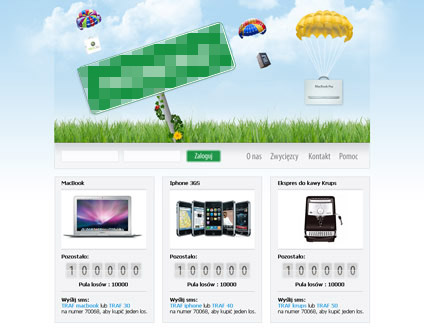 MacBook Pro
Zaloguj
O nas
Zwycięzcy
Kontakt
Pomoc
MacBook
Iphone 36S
Ekspres do kawy Krups
Pozostało:
Pozostało:
Pozostało:
100000
100000
100000
Pula losów : 10000
Pula losów : 10000
Pula losów : 10000
Wyślij sms:
TRAF macbook lub TRAF 30
na numer 70068, aby kupić jeden los.
Wyślij sms:
TRAF iphone lub TRAF 40
na numer 70068, aby kupić jeden los.
Wyślij sms:
TRAF krups lub TRAF 50
na numer 70068, aby kupić jeden los.